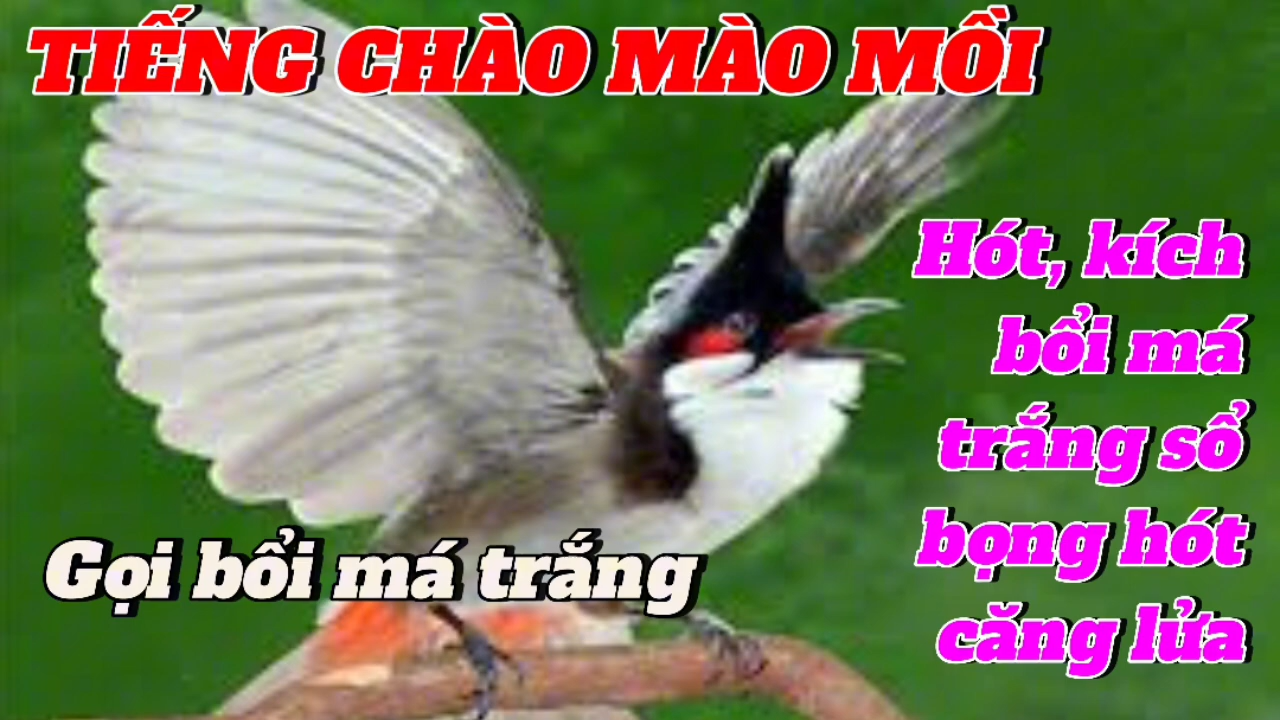 TIẾNG CHÀO MÀO MỒI
Hót, kích
bổi má
trắng sổ
bọng hót
căng lửa
Gọi bổi má trắng